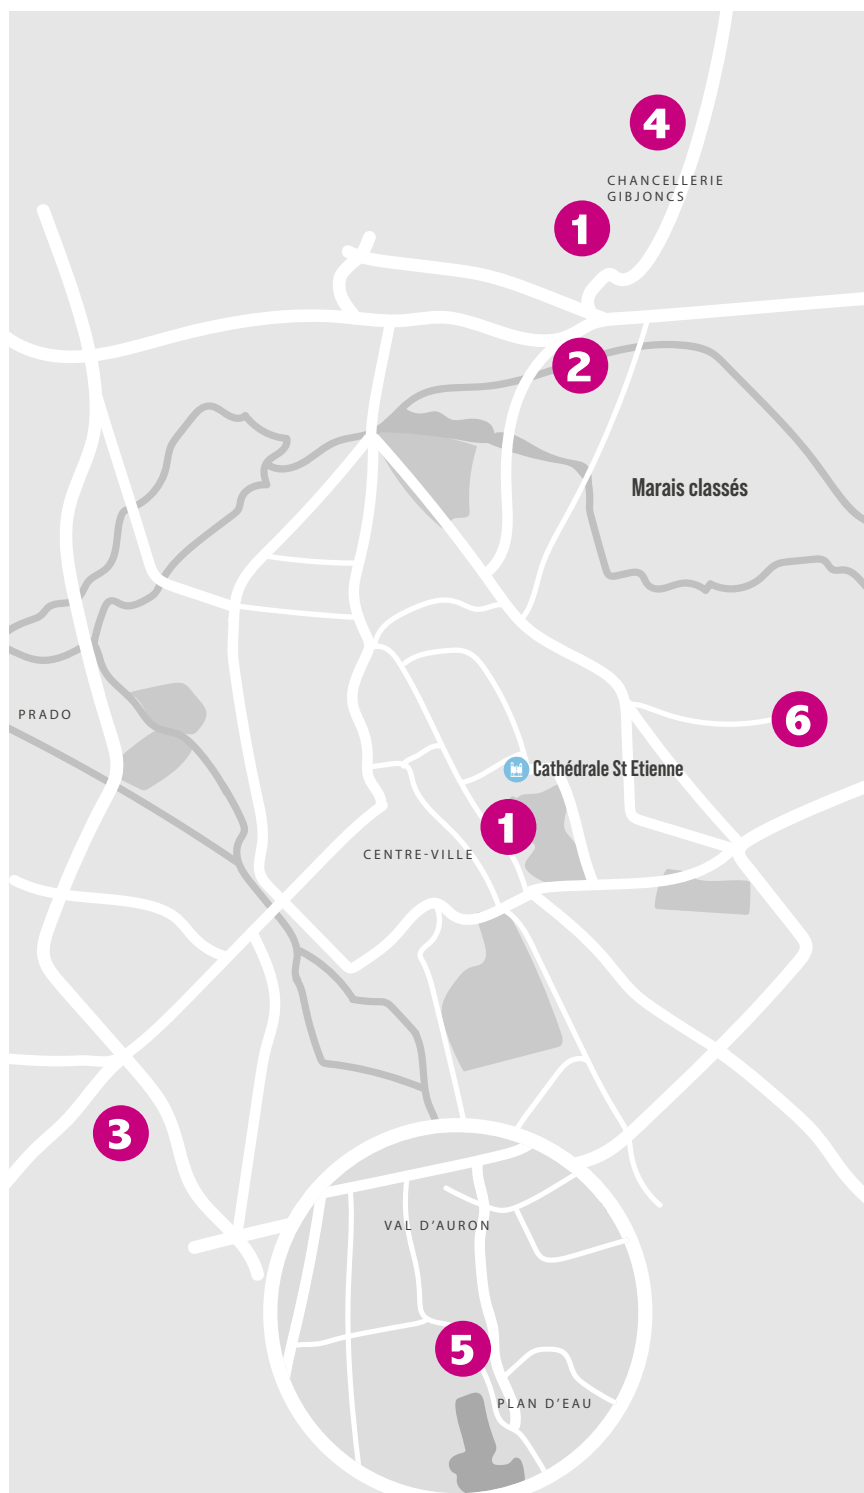 4
CHANCELLERIE
GIBJONCS
1
2
Marais classés
6
PRADO
Cathédrale St Etienne
1
CENTRE-VILLE
3
VAL D'AURON
5
PLAN D'EAU